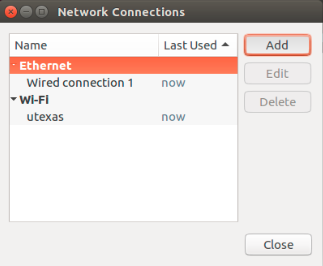 Network Connections
Name Last Used Add
Ethernet Edit
Wired connection 1 now
Wi-Fi Delete
utexas now
Close